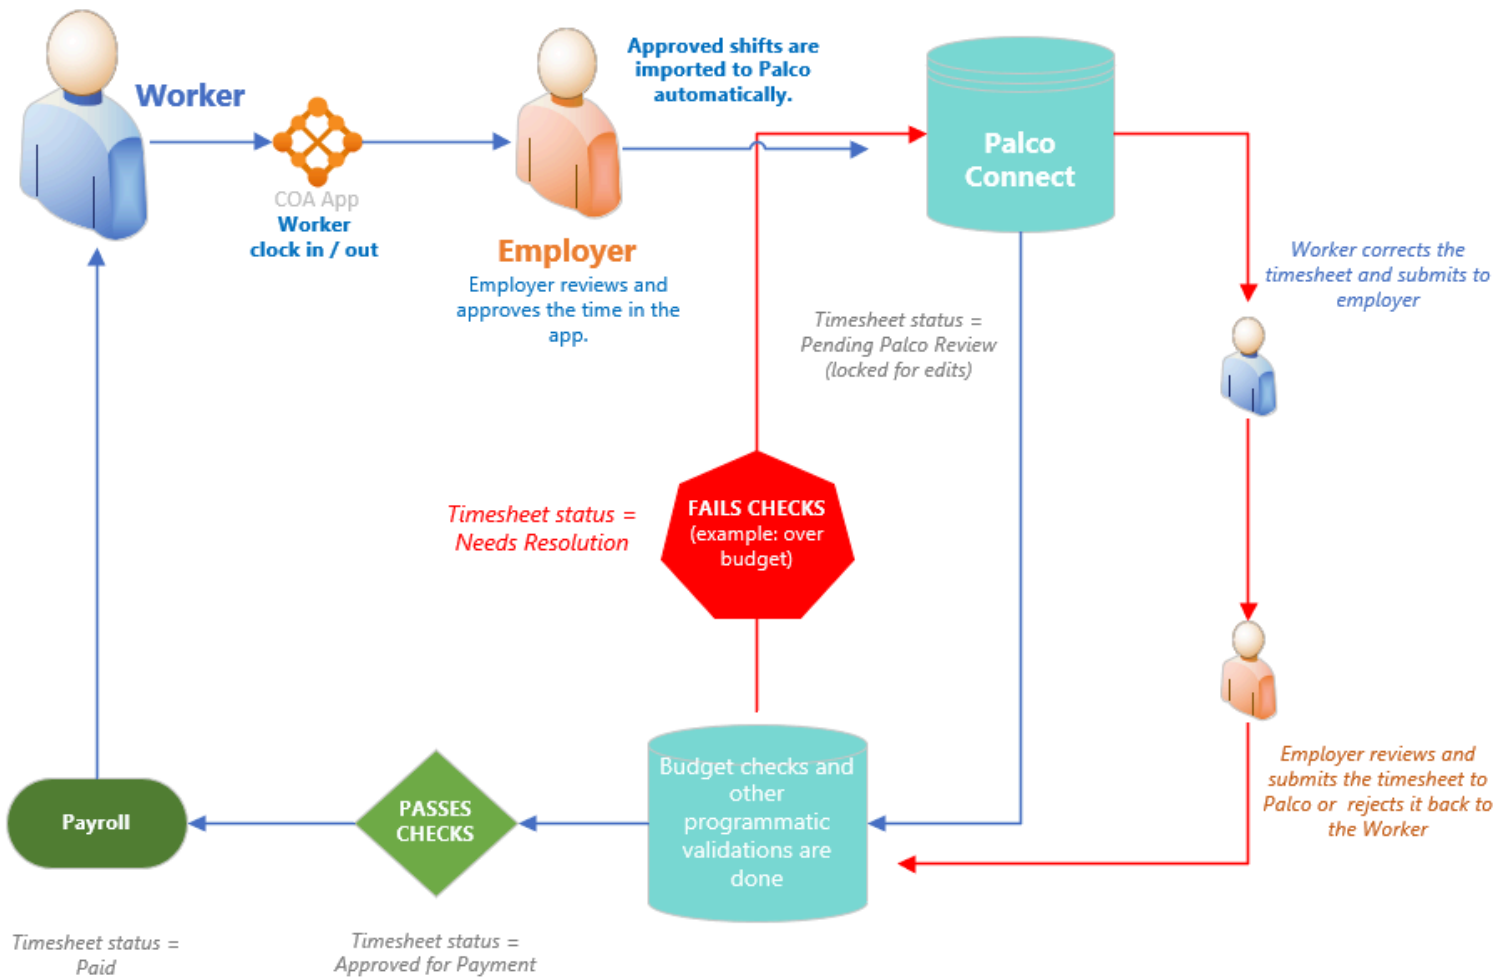 Worker
COA App
Worker
clock in / out
Employer
Employer reviews and
approves the time in the
app.
Approved shifts are
imported to Palco
automatically.
Palco
Connect
Worker corrects the
timesheet and submits to
employer
Timesheet status =
Pending Palco Review
(locked for edits)
Timesheet status =
Needs Resolution
FAILS CHECKS
(example: over
budget)
Employer reviews and
submits the timesheet to
Palco or rejects it back to
the Worker
Budget checks and
other
programmatic
validations are
done
PASSES
CHECKS
Payroll
Timesheet status =
Approved for Payment
Timesheet status =
Paid